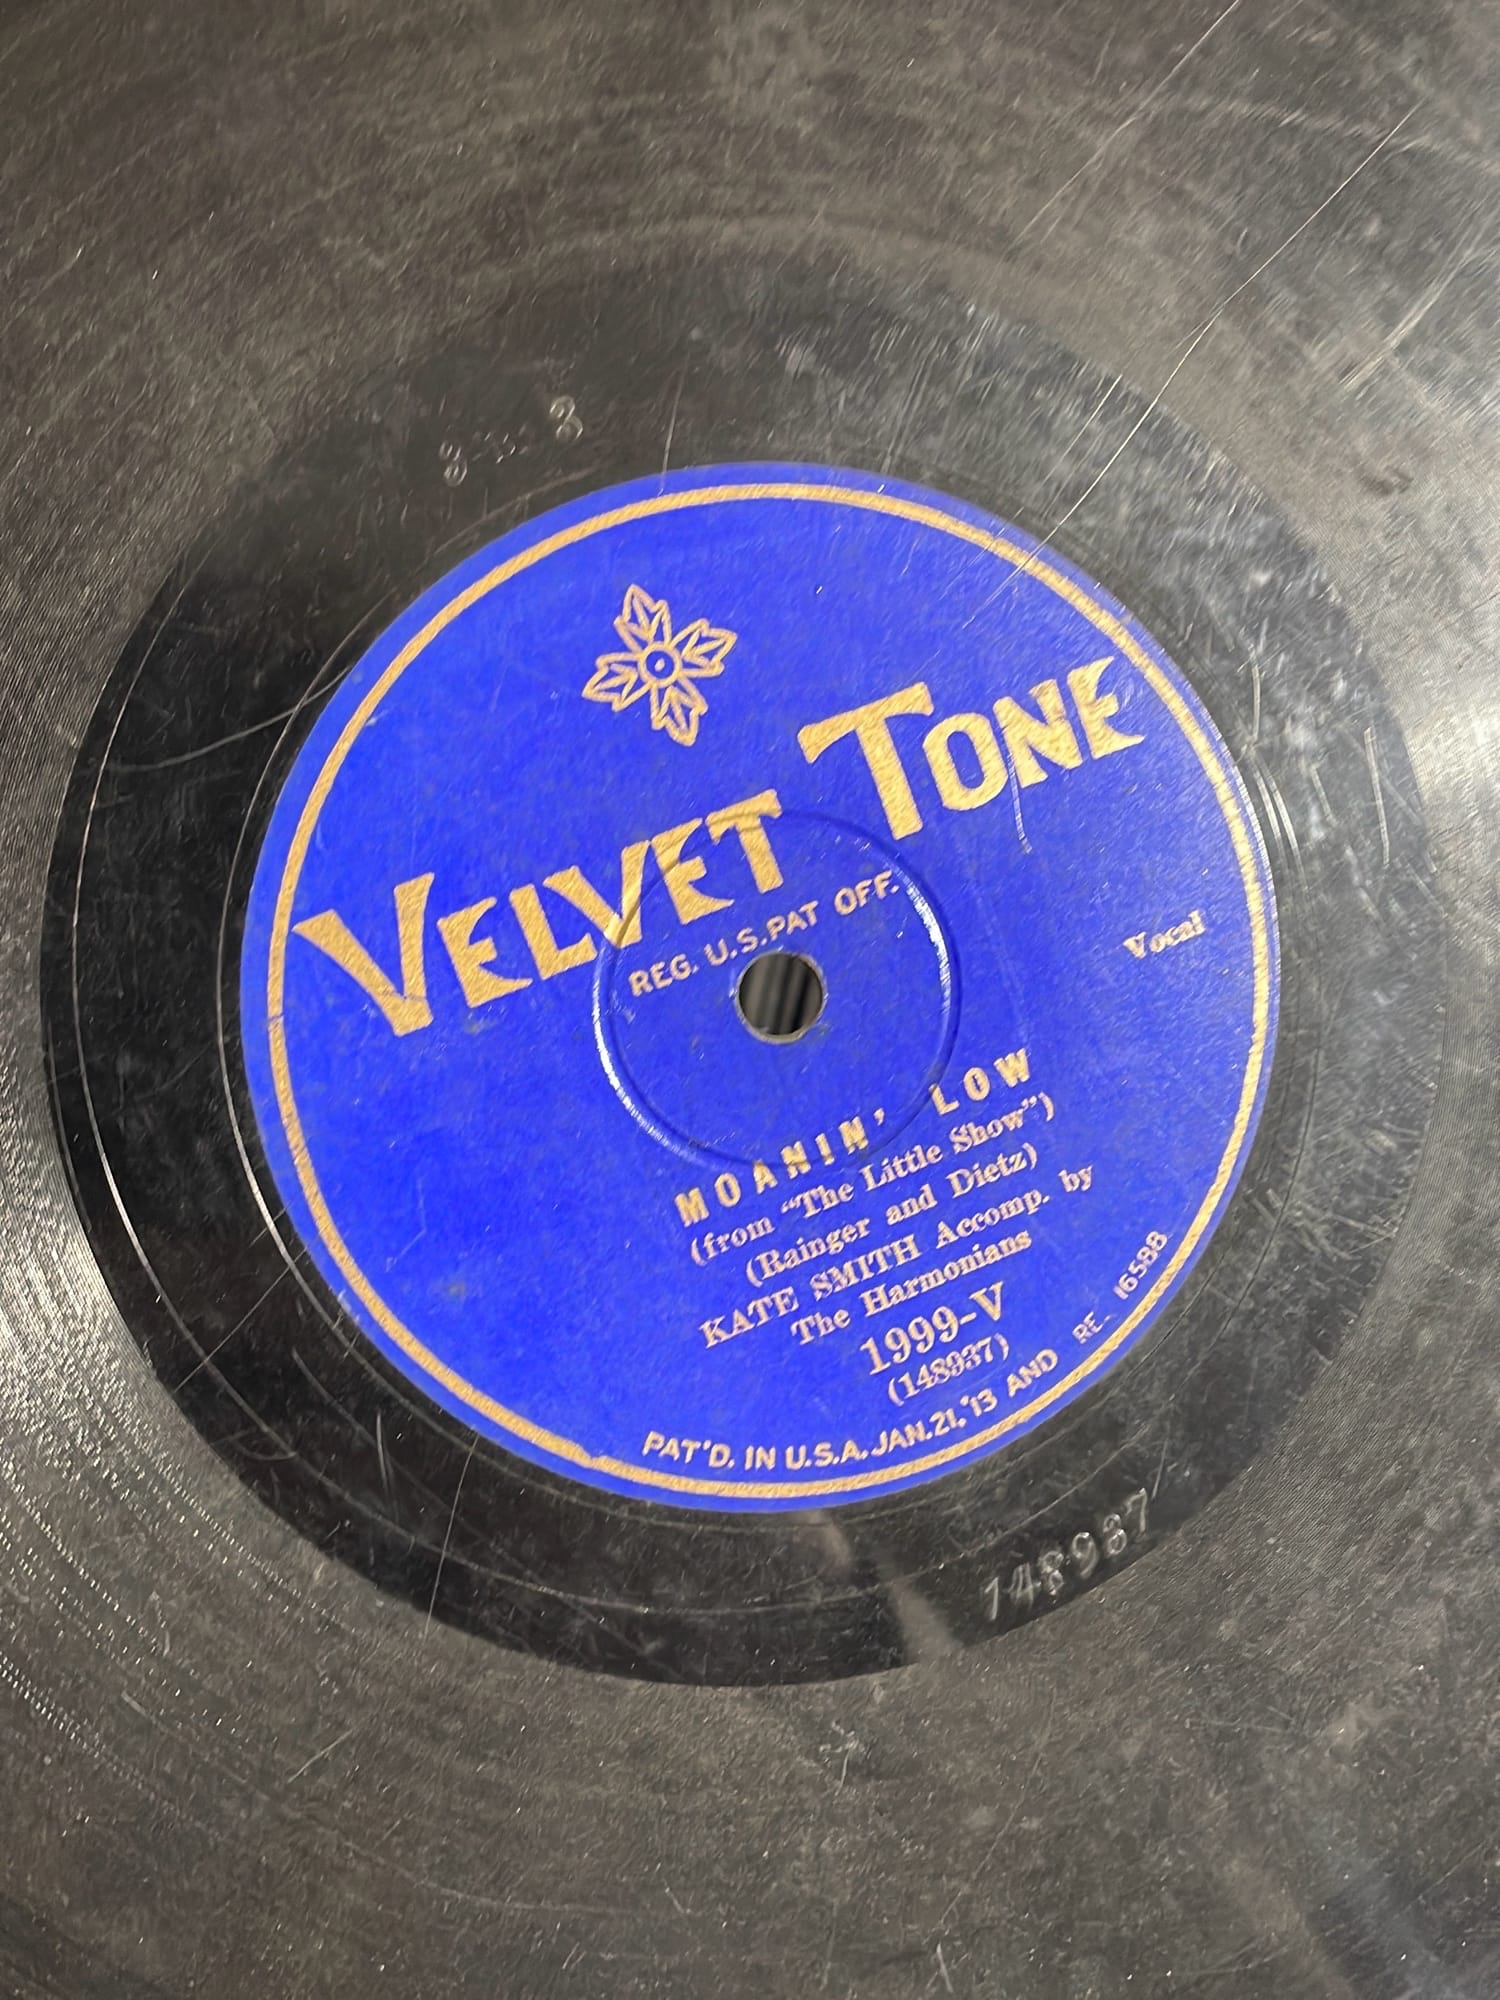 VELVET TONE
REG. U.S. PAT OFF.
Vocal
MOANIN' LOW
(from "The Little Show")
(Rainger and Dietz)
KATE SMITH Accomp. by
The Harmonians
1999-V
(148937)
PAT'D. IN U.S.A. JAN.21,'13 AND RE. 16588
148937